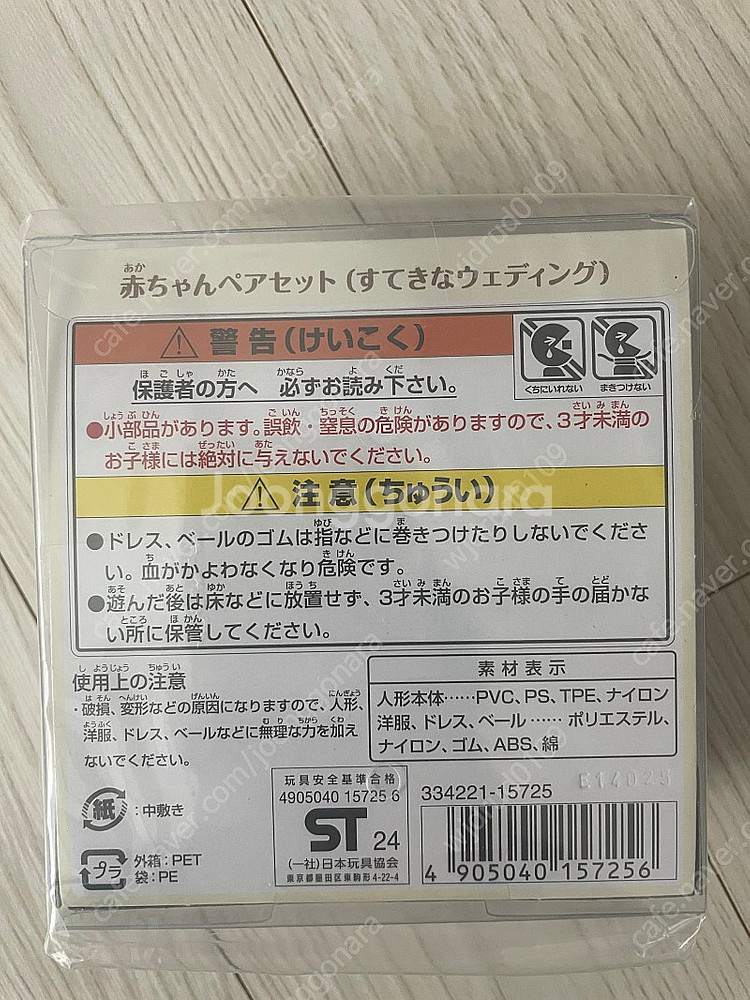 赤ちゃんペアセット(すてきなウェディング)
警告(けいこく)
くちにいれない
まきつけない
保護者の方へ 必ずお読み下さい。
●小部品があります。誤飲・窒息の危険がありますので、3才未満の
お子様には絶対に与えないでください。
注意(ちゅうい)
●ドレス、ベールのゴムは指などに巻きつけたりしないでくださ
い。血がかよわなくなり危険です。
●遊んだ後は床などに放置せず、3才未満のお子様の手の届かな
い所に保管してください。
使用上の注意
・破損、変形などの原因になりますので、人形、
洋服、ドレス、ベールなどに無理な力を加え
ないでください。
素材表示
人形本体……PVC、PS、TPE、ナイロン
洋服、ドレス、ベール……ポリエステル、
ナイロン、ゴム、ABS、綿
紙:中敷き
プラ 外箱:PET
袋:PE
玩具安全基準合格
4905040 15725 6
ST 24
(一社)日本玩具協会
東京都墨田区東駒形4-22-4
334221-15725
E14025
4 905040 157256
Joonggonara
cafe.naver.com/joonggonara
widrud0109